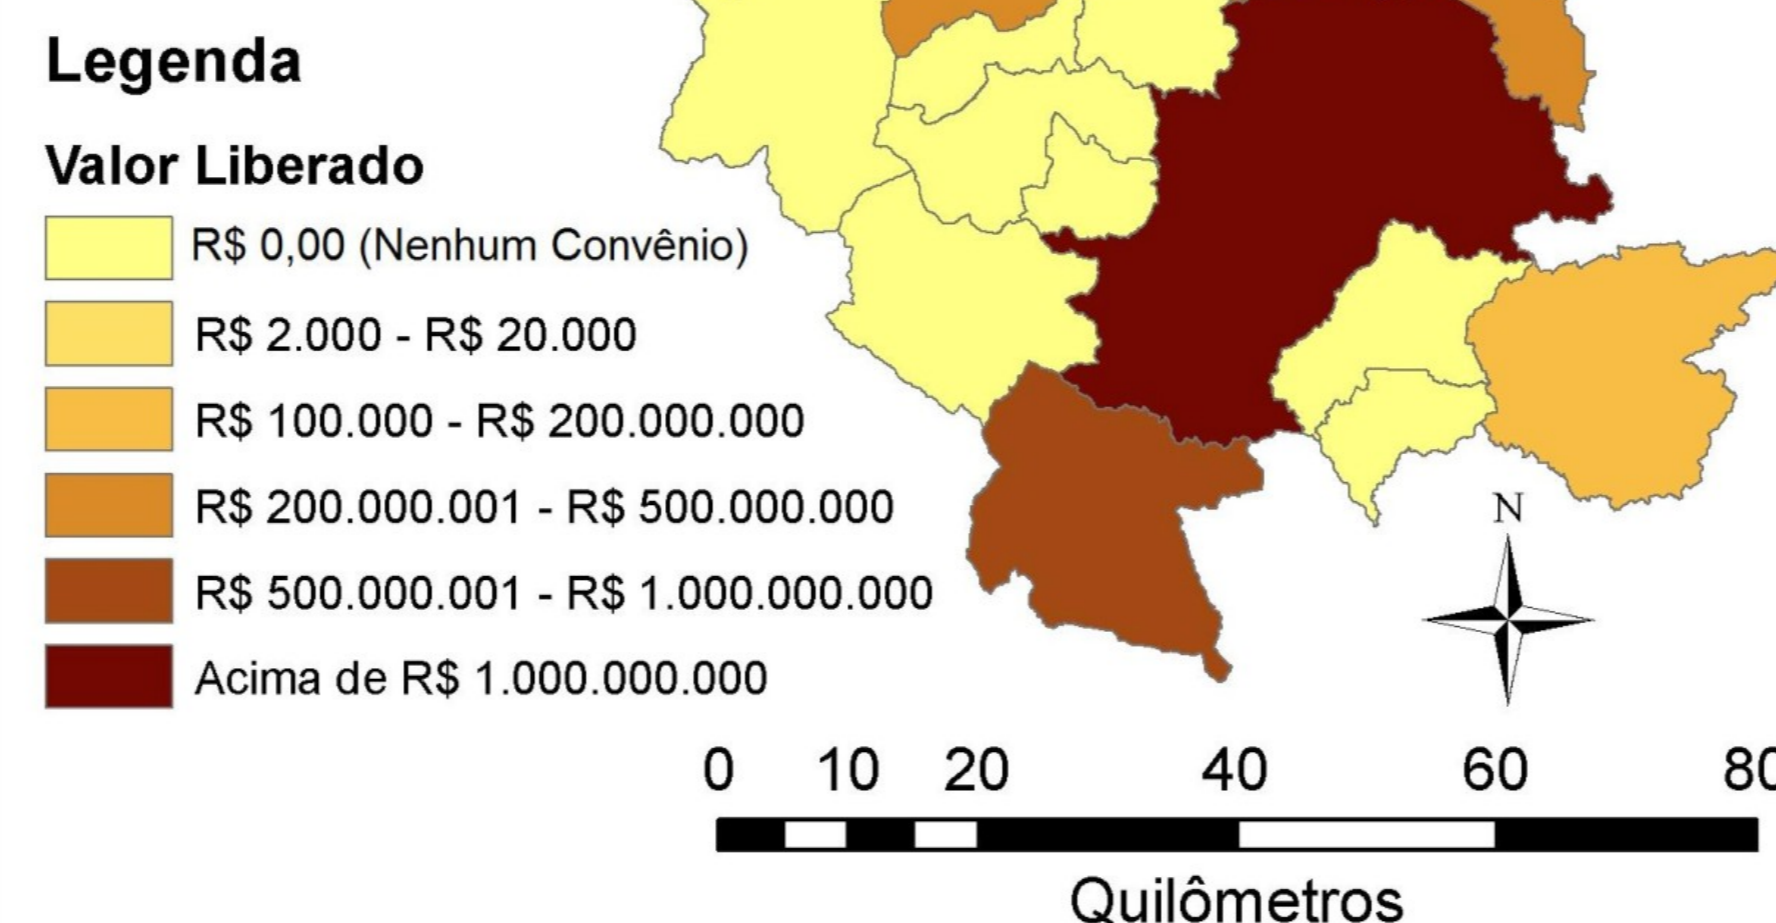 Legenda
Valor Liberado
R$ 0,00 (Nenhum Convênio)
R$ 2.000 - R$ 20.000
R$ 100.000 - R$ 200.000.000
R$ 200.000.001 - R$ 500.000.000
R$ 500.000.001 - R$ 1.000.000.000
Acima de R$ 1.000.000.000
N
0 10 20 40 60 80
Quilômetros